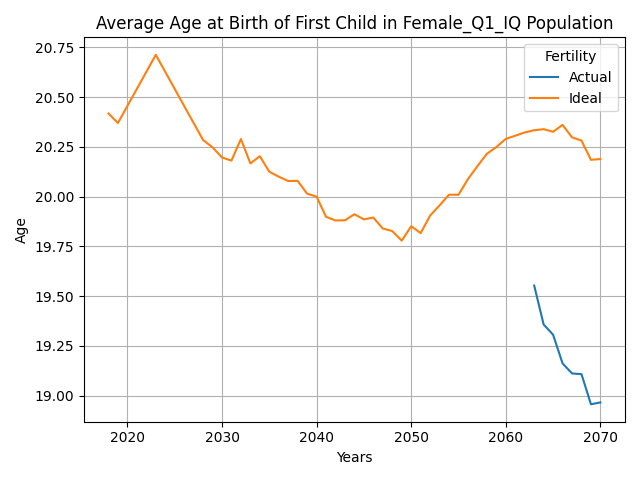 Average Age at Birth of First Child in Female_Q1_IQ Population
Fertility
Actual
Ideal
Age
20.75
20.50
20.25
20.00
19.75
19.50
19.25
19.00
2020
2030
2040
2050
2060
2070
Years